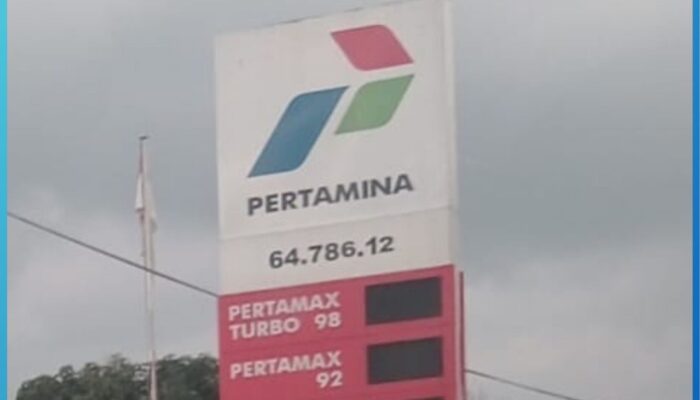 PERTAMINA
64.786.12
PERTAMAX
TURBO 98
PERTAMAX
92